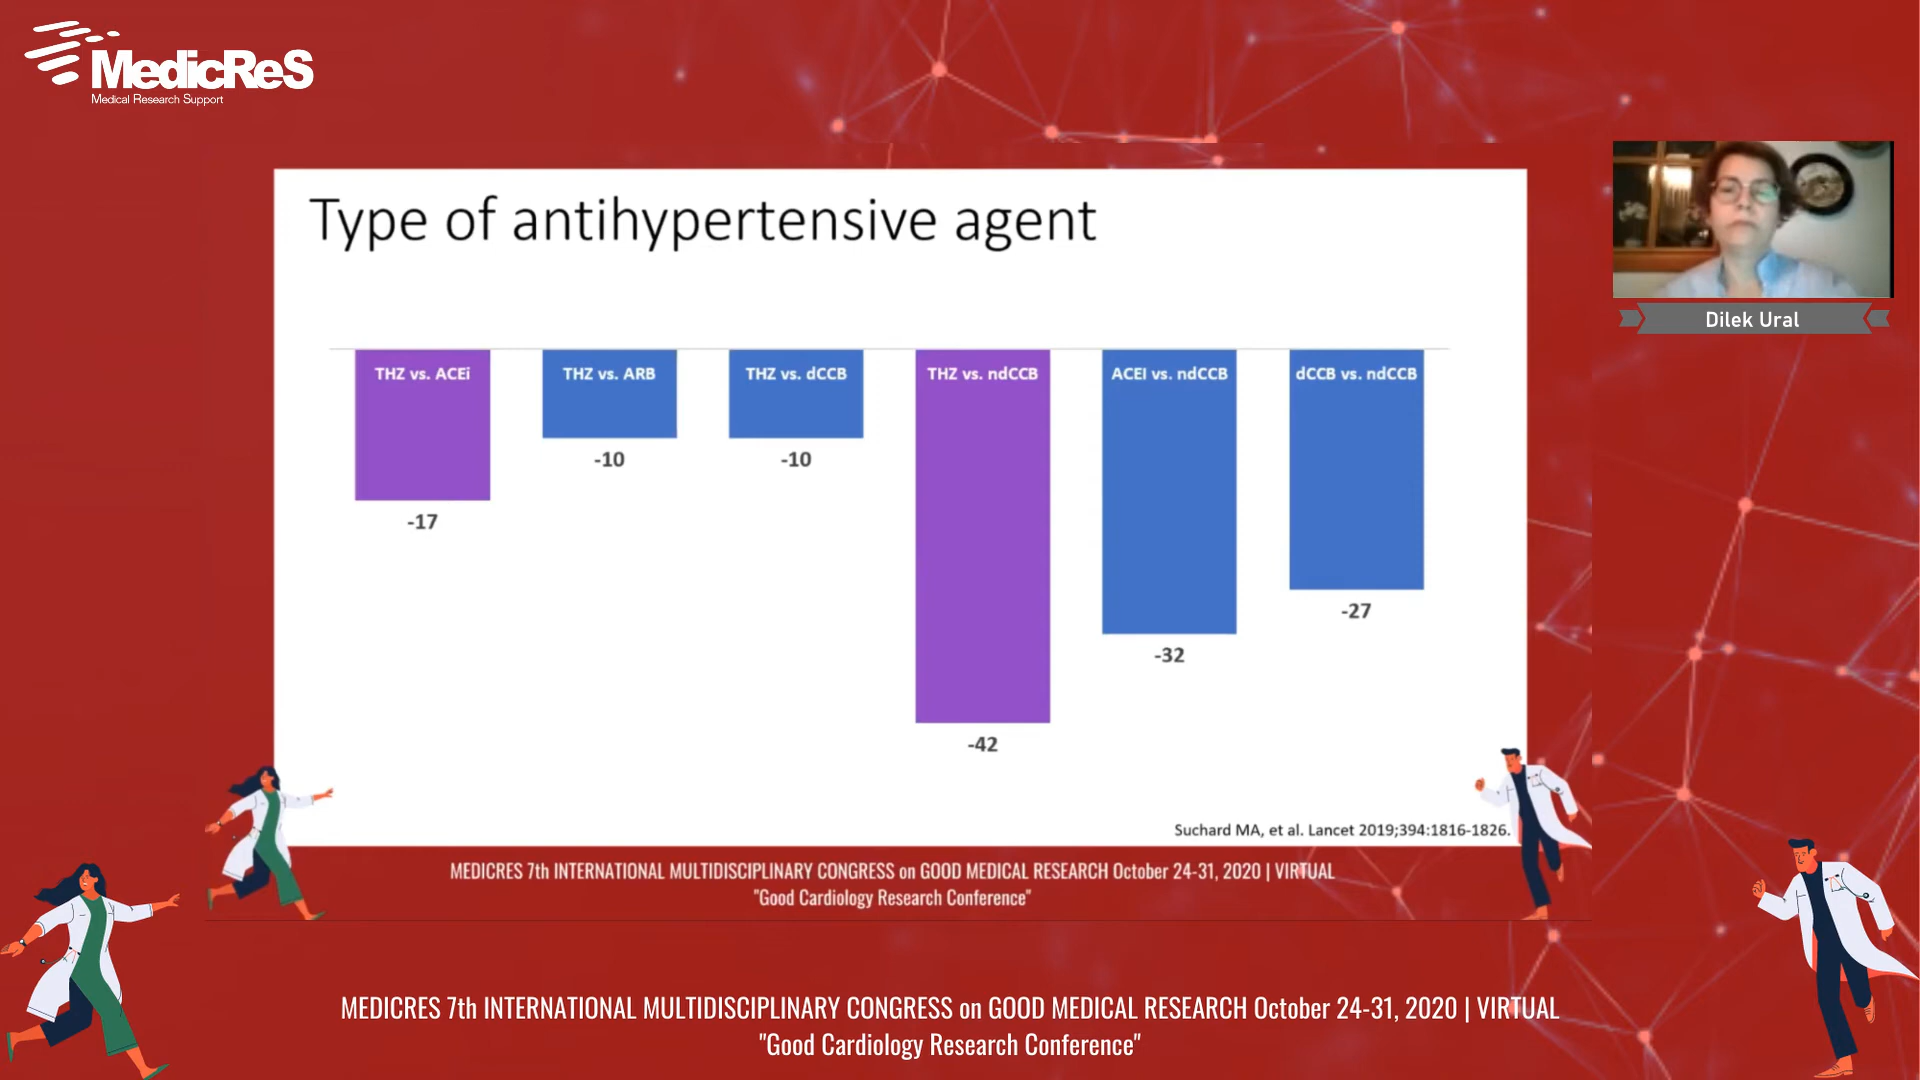 MedicReS
Medical Research Support
Type of antihypertensive agent
THZ vs. ACEi
THZ vs. ARB
THZ vs. dCCB
THZ vs. ndCCB
ACEI vs. ndCCB
dCCB vs. ndCCB
-17
-10
-10
-42
-32
-27
Suchard MA, et al. Lancet 2019;394:1816-1826.
MEDICRES 7th INTERNATIONAL MULTIDISCIPLINARY CONGRESS on GOOD MEDICAL RESEARCH October 24-31, 2020 | VIRTUAL
"Good Cardiology Research Conference"
Dilek Ural
MEDICRES 7th INTERNATIONAL MULTIDISCIPLINARY CONGRESS on GOOD MEDICAL RESEARCH October 24-31, 2020 | VIRTUAL
"Good Cardiology Research Conference"